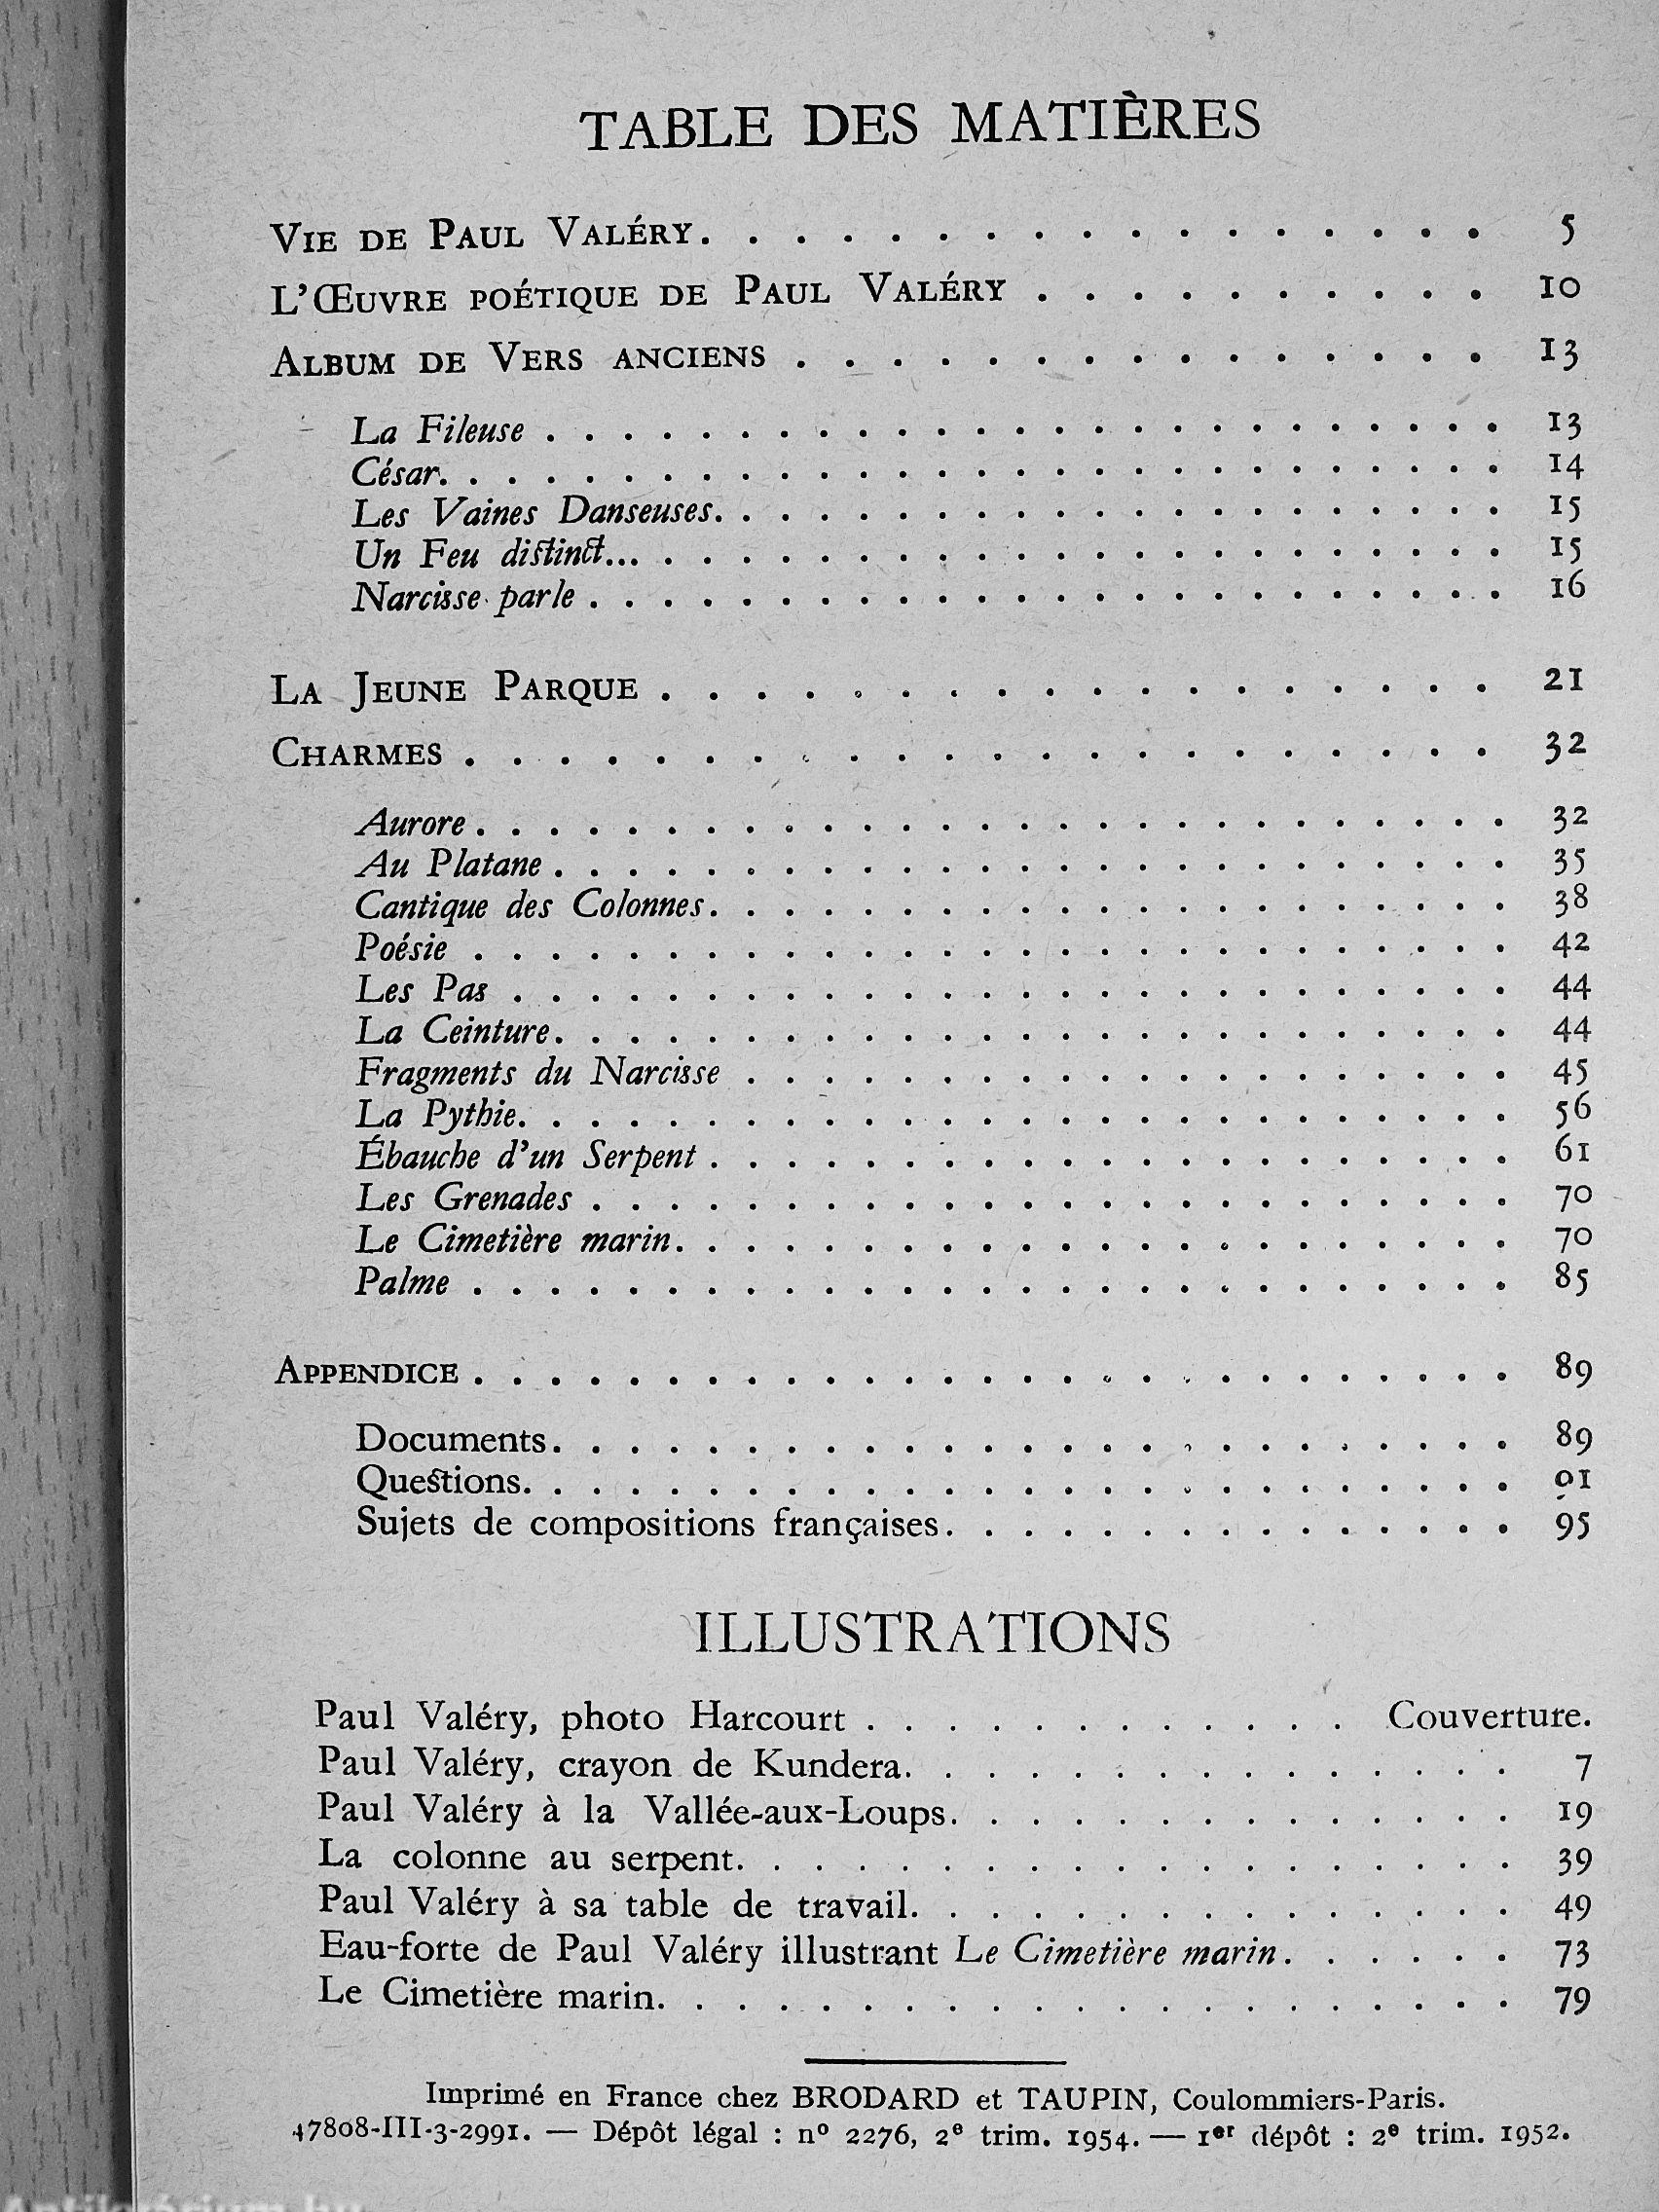 TABLE DES MATIÈRES
VIE DE PAUL VALÉRY. . . . . . . . . . . . . . . . . 5
L'ŒUVRE POÉTIQUE DE PAUL VALÉRY . . . . . . . . . . 10
ALBUM DE VERS ANCIENS . . . . . . . . . . . . . . . 13
La Fileuse . . . . . . . . . . . . . . . . . . . . . . . . . 13
César. . . . . . . . . . . . . . . . . . . . . . . . . . . . 14
Les Vaines Danseuses. . . . . . . . . . . . . . . . . . . . . 15
Un Feu distinct... . . . . . . . . . . . . . . . . . . . . . . 15
Narcisse parle . . . . . . . . . . . . . . . . . . . . . . . . 16
LA JEUNE PARQUE . . . . . . . . . . . . . . . . . . 21
CHARMES . . . . . . . . . . . . . . . . . . . . . . 32
Aurore . . . . . . . . . . . . . . . . . . . . . . . . . . . 32
Au Platane . . . . . . . . . . . . . . . . . . . . . . . . . 35
Cantique des Colonnes. . . . . . . . . . . . . . . . . . . . . 38
Poésie . . . . . . . . . . . . . . . . . . . . . . . . . . . 42
Les Pas . . . . . . . . . . . . . . . . . . . . . . . . . . 44
La Ceinture. . . . . . . . . . . . . . . . . . . . . . . . . 44
Fragments du Narcisse . . . . . . . . . . . . . . . . . . . . 45
La Pythie. . . . . . . . . . . . . . . . . . . . . . . . . . 56
Ébauche d'un Serpent . . . . . . . . . . . . . . . . . . . . . 61
Les Grenades . . . . . . . . . . . . . . . . . . . . . . . . 70
Le Cimetière marin. . . . . . . . . . . . . . . . . . . . . . 70
Palme . . . . . . . . . . . . . . . . . . . . . . . . . . . 85
APPENDICE . . . . . . . . . . . . . . . . . . . . . . . . . . . 89
Documents. . . . . . . . . . . . . . . . . . . . . . . . . 89
Questions. . . . . . . . . . . . . . . . . . . . . . . . . . 91
Sujets de compositions françaises. . . . . . . . . . . . . . . 95
ILLUSTRATIONS
Paul Valéry, photo Harcourt . . . . . . . . . . . . Couverture.
Paul Valéry, crayon de Kundera. . . . . . . . . . . . . . . 7
Paul Valéry à la Vallée-aux-Loups. . . . . . . . . . . . . . 19
La colonne au serpent. . . . . . . . . . . . . . . . . . . 39
Paul Valéry à sa table de travail. . . . . . . . . . . . . . . 49
Eau-forte de Paul Valéry illustrant Le Cimetière marin. . . . . . 73
Le Cimetière marin. . . . . . . . . . . . . . . . . . . . . 79
Imprimé en France chez BRODARD et TAUPIN, Coulommiers-Paris.
47808-III-3-2991. — Dépôt légal : nº 2276, 2e trim. 1954. — 1er dépôt : 2e trim. 1952.